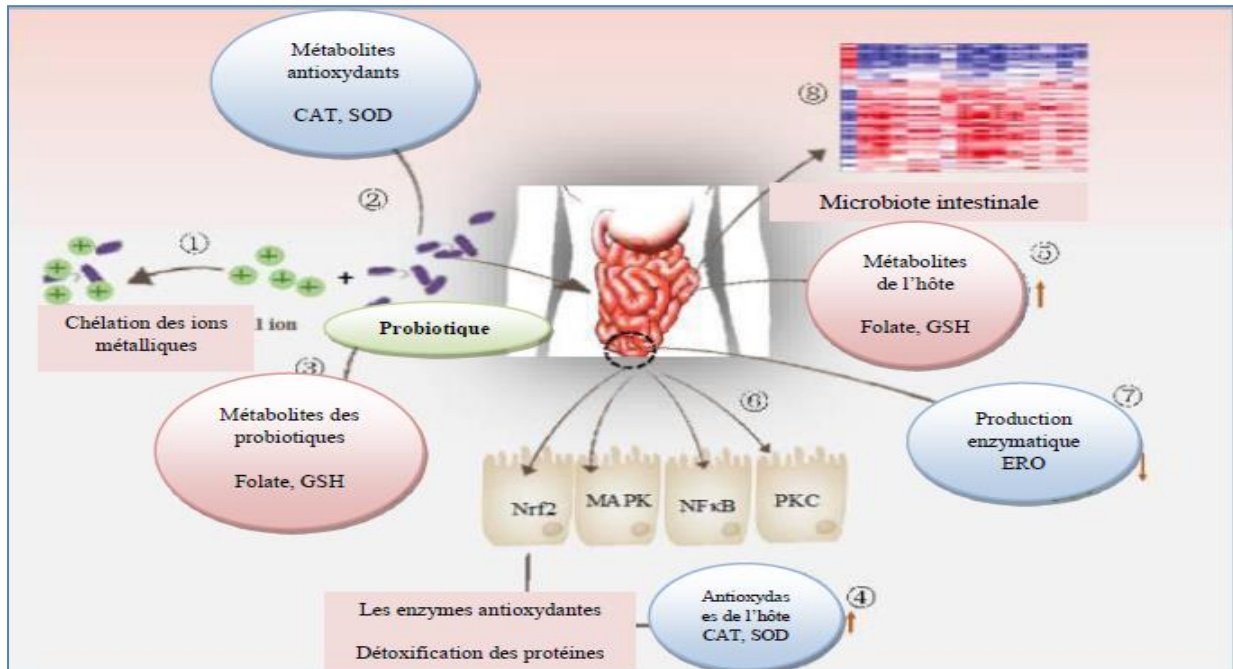 Métabolites
antioxydants
CAT, SOD
⑧
②
Microbiote intestinale
①
+
Métabolites
de l’hôte
Folate, GSH
⑤
Chélation des ions
métalliques
l ion
Probiotique
③
Métabolites des
probiotiques
Folate, GSH
⑥
⑦
Production
enzymatique
ERO
Nrf2
MAPK
NFκB
PKC
Les enzymes antioxydantes
Détoxification des protéines
Antioxydas
es de l’hôte
CAT, SOD
④